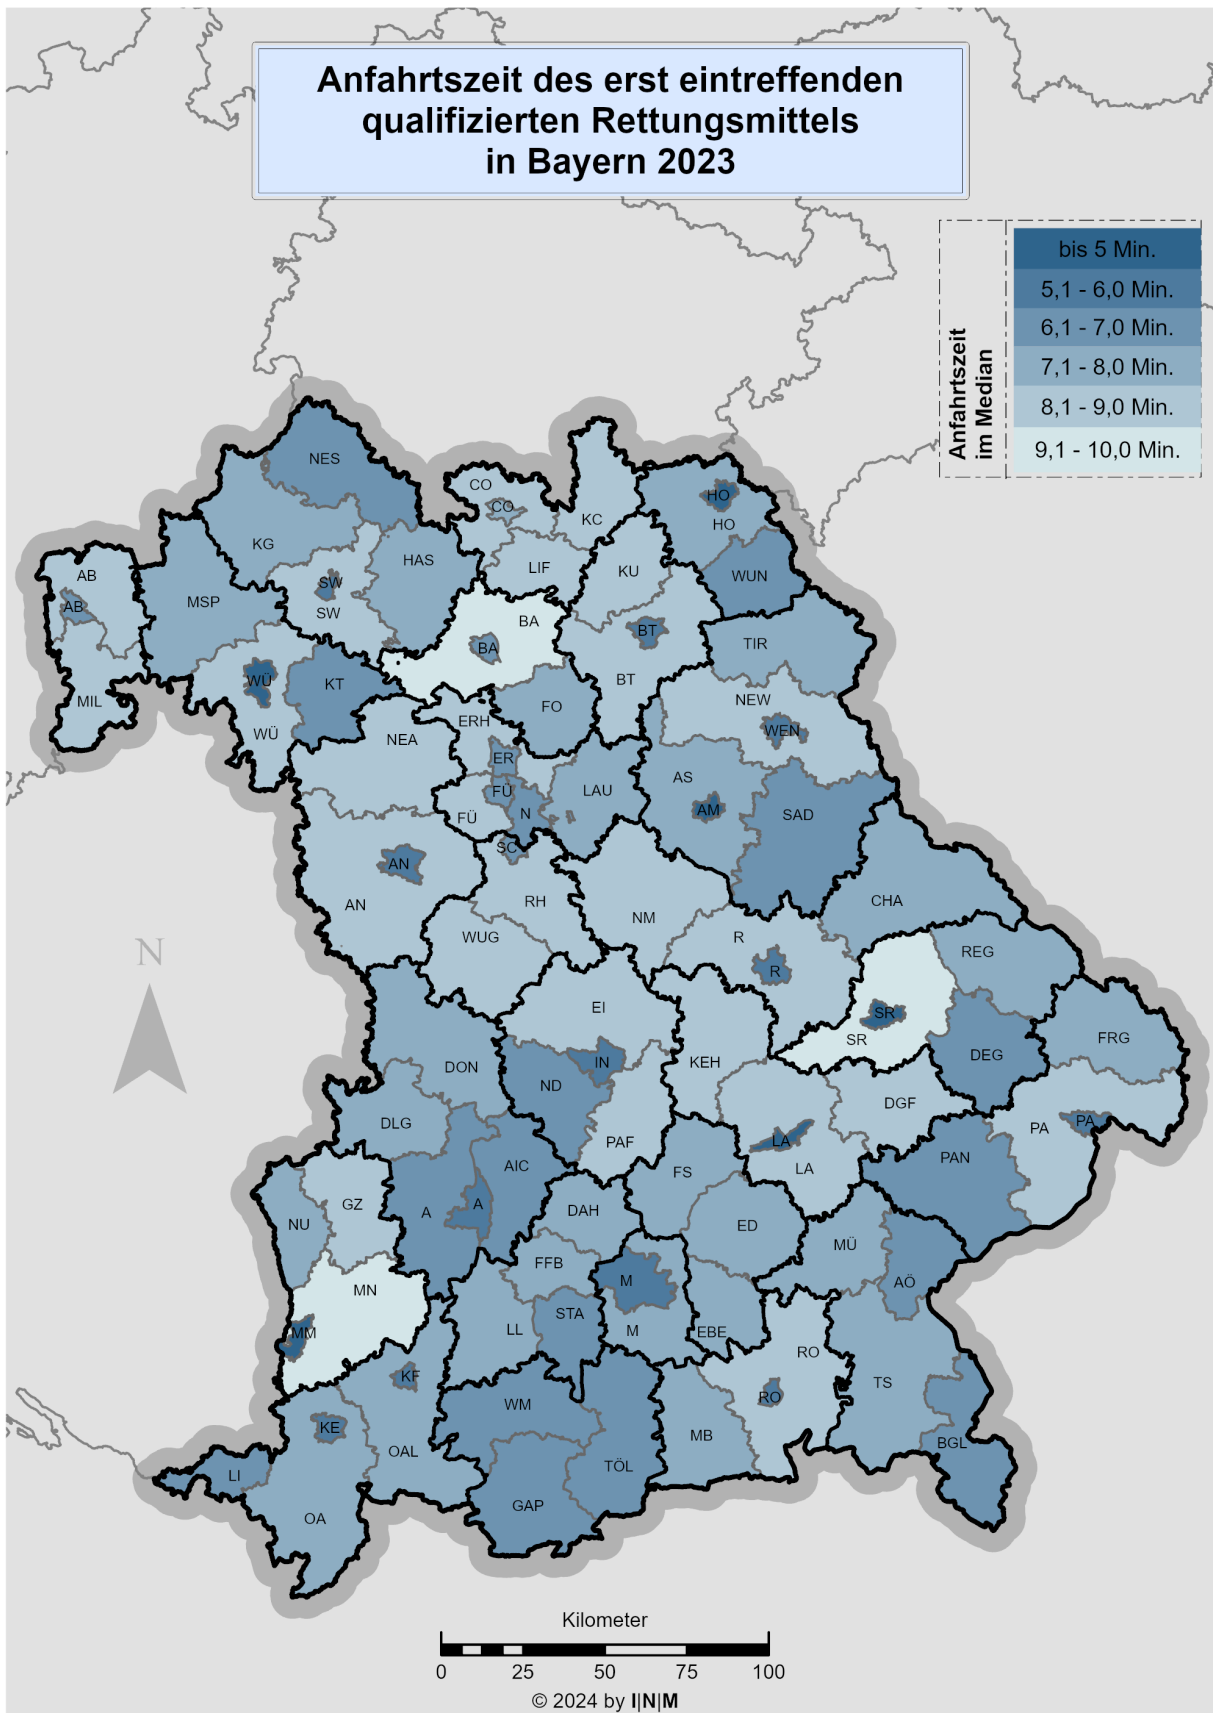 Anfahrtszeit des erst eintreffenden
qualifizierten Rettungsmittels
in Bayern 2023
Anfahrtszeit
im Median
bis 5 Min.
5,1 - 6,0 Min.
6,1 - 7,0 Min.
7,1 - 8,0 Min.
8,1 - 9,0 Min.
9,1 - 10,0 Min.
NES
CO
CO
KC
HO
HO
KG
HAS
LIF
KU
WUN
AB
AB
MSP
SW
SW
BA
BA
BT
BT
TIR
MIL
WÜ
WÜ
KT
FO
NEW
WEN
NEA
ERH
ER
FÜ
FÜ
N
LAU
AS
AM
SAD
SC
AN
AN
RH
NM
CHA
WUG
R
R
REG
N
EI
SR
SR
FRG
DEG
IN
ND
KEH
DON
DLG
PAF
DGF
LA
LA
PA
PA
AIC
FS
PAN
A
A
GZ
NU
DAH
ED
MÜ
AÖ
FFB
M
M
MN
MM
LL
STA
EBE
RO
RO
KF
TS
WM
KE
OAL
MB
BGL
LI
TÖL
GAP
OA
Kilometer
0 25 50 75 100
© 2024 by I|N|M